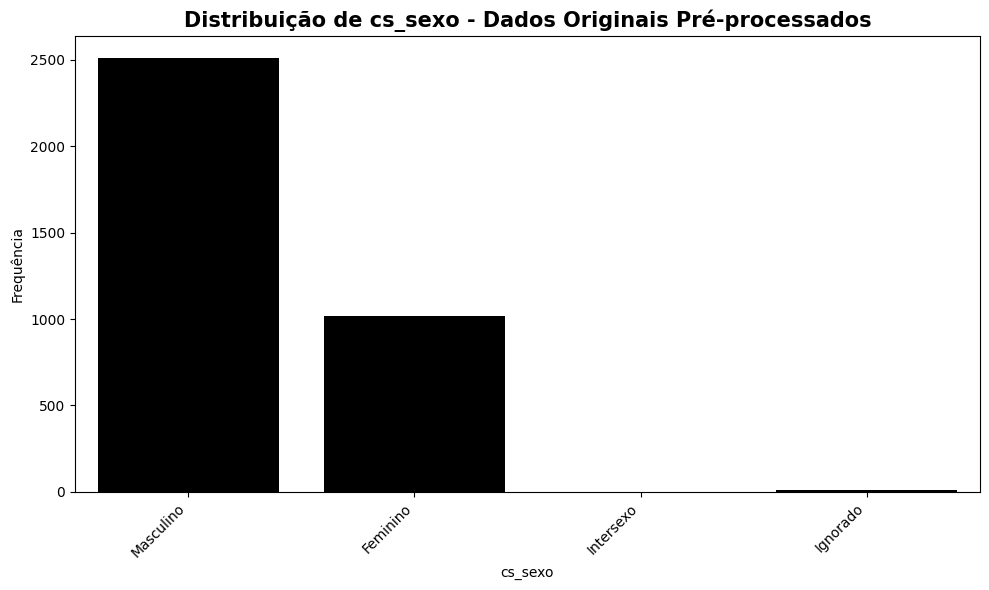 Distribuição de cs_sexo - Dados Originais Pré-processados
Frequência
2500
2000
1500
1000
500
0
Masculino
Feminino
Intersexo
Ignorado
cs_sexo